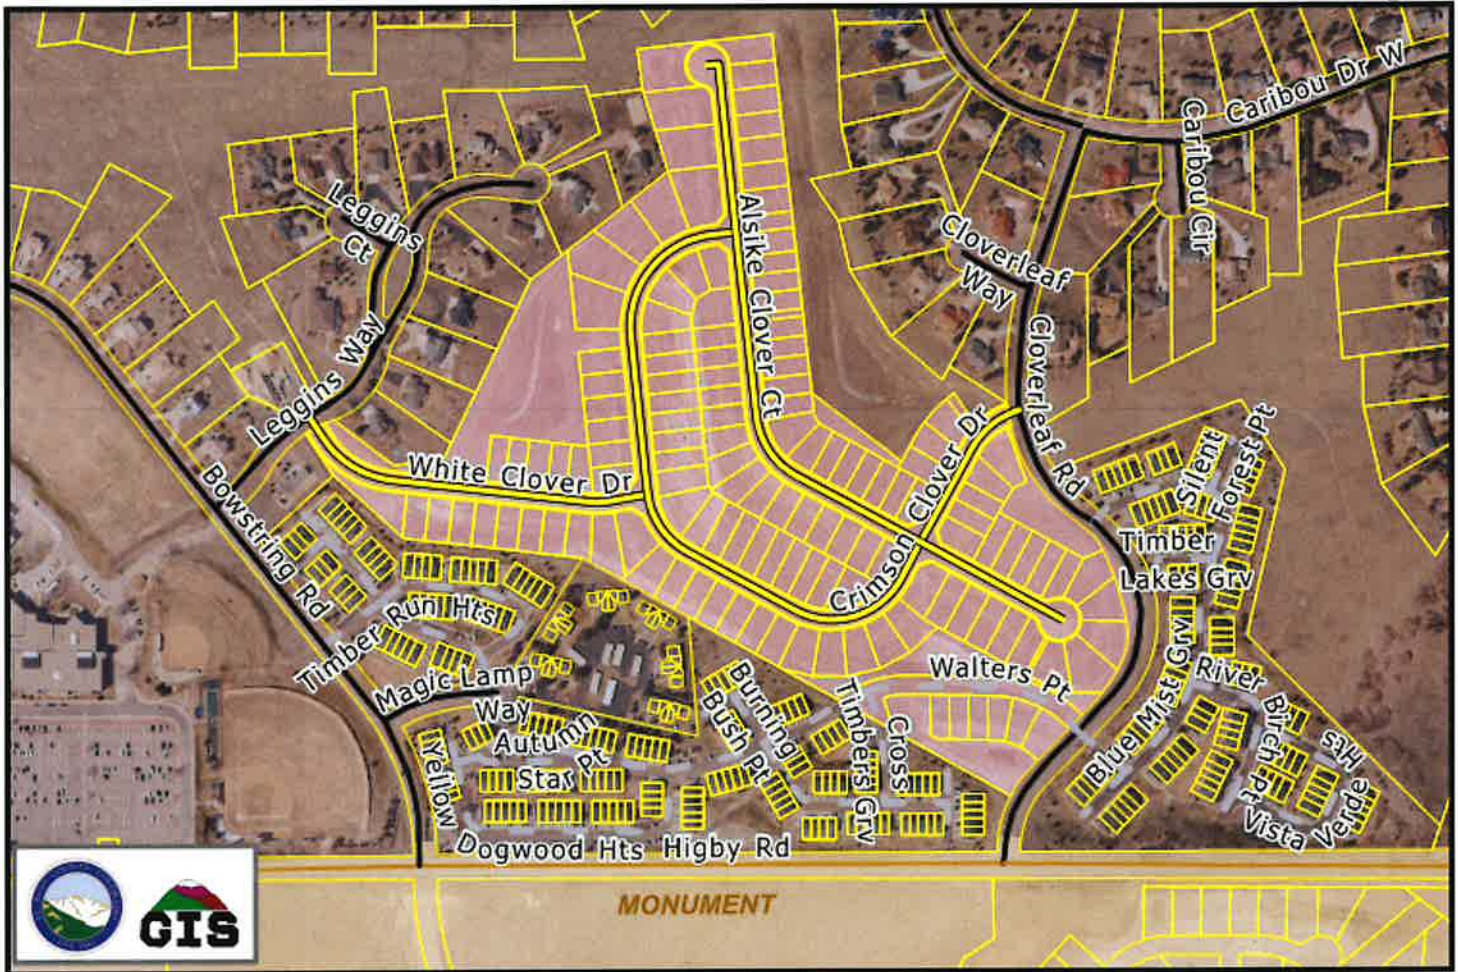 Caribou Dr W
Caribou Cir
Leggins
Ct
Alsike Clover Ct
Cloverleaf
Way
Leggins Way
Cloverleaf Rd
White Clover Dr
Crimson Clover Dr
Silent
Forest Pt
Bowstring Rd
Timber
Lakes Grv
Timber Run Hts
Magic Lamp
Way
Walters Pt
Blue Mist Grv
River
Birch Pt
Hts
Burning
Bush Pt
Timbers Grv
Cross
Autumn
Star Pt
Yellow
Vista Verde
Dogwood Hts
Higby Rd
MONUMENT
GIS